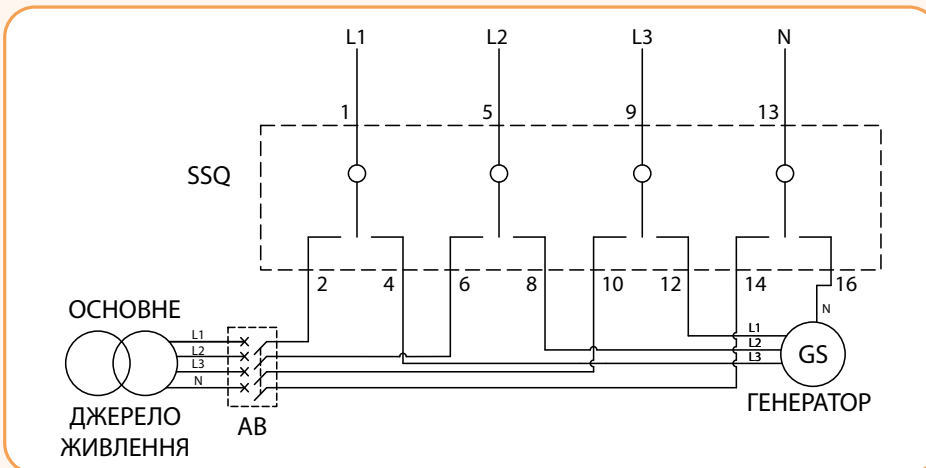 L1 L2 L3 N
1 5 9 13
SSQ
2 4 6 8 10 12 14 16
ОСНОВНЕ
N
L1
L2
L3
N
L1
L2
L3
GS
ДЖЕРЕЛО
ЖИВЛЕННЯ
АВ
ГЕНЕРАТОР